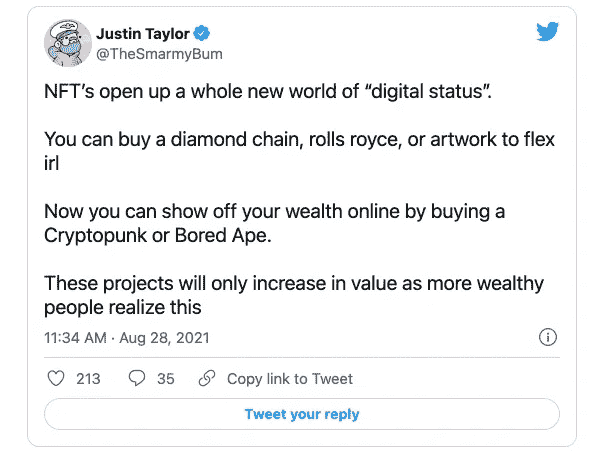 Justin Taylor
@TheSmarmyBum
NFT's open up a whole new world of “digital status”.
You can buy a diamond chain, rolls royce, or artwork to flex
irl
Now you can show off your wealth online by buying a
Cryptopunk or Bored Ape.
These projects will only increase in value as more wealthy
people realize this
11:34 AM · Aug 28, 2021
213 35 Copy link to Tweet
Tweet your reply